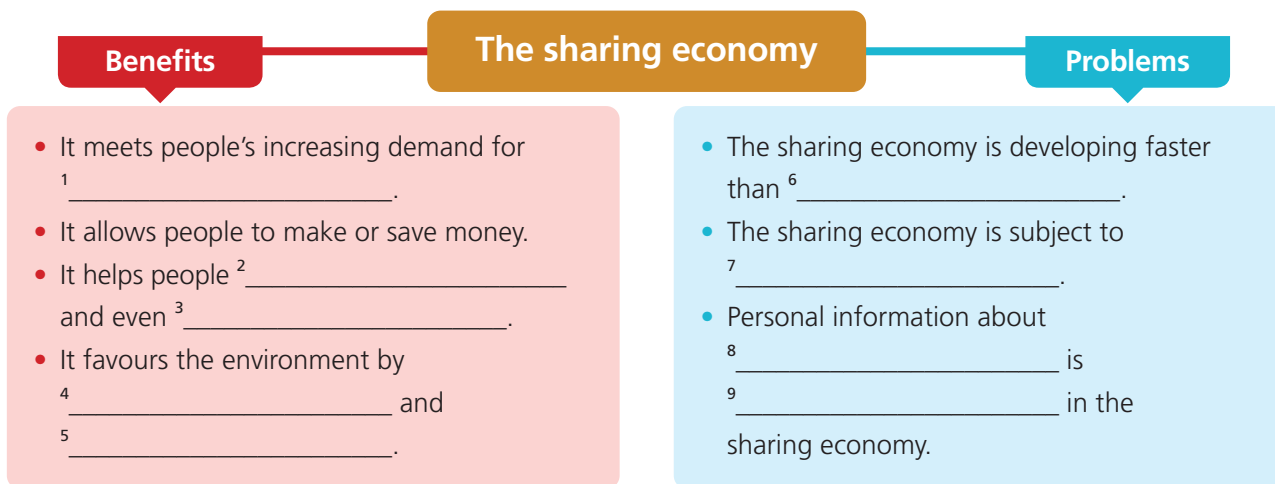 The sharing economy
Benefits
Problems
• It meets people's increasing demand for
1________________________.
• It allows people to make or save money.
• It helps people 2________________________
and even 3________________________.
• It favours the environment by
4________________________ and
5________________________.
• The sharing economy is developing faster
than 6________________________.
• The sharing economy is subject to
7________________________.
• Personal information about
8________________________ is
9________________________ in the
sharing economy.